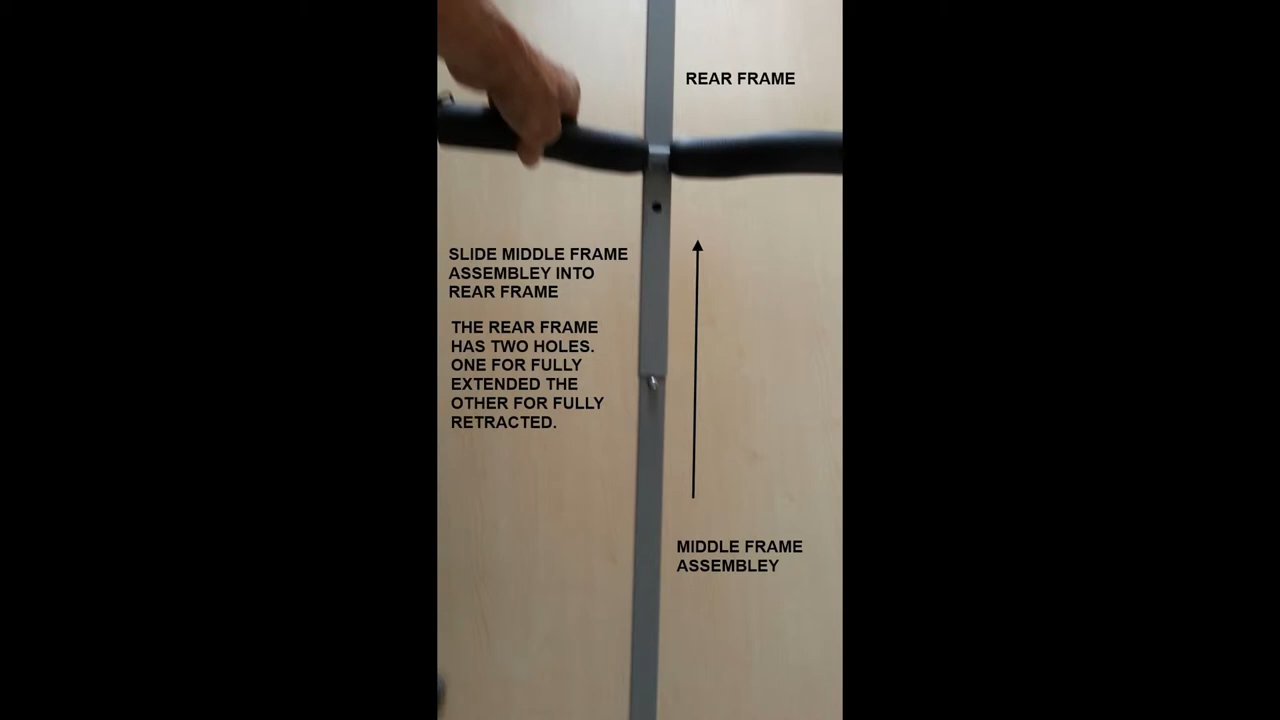 REAR FRAME
SLIDE MIDDLE FRAME
ASSEMBLEY INTO
REAR FRAME
THE REAR FRAME
HAS TWO HOLES.
ONE FOR FULLY
EXTENDED THE
OTHER FOR FULLY
RETRACTED.
MIDDLE FRAME
ASSEMBLEY